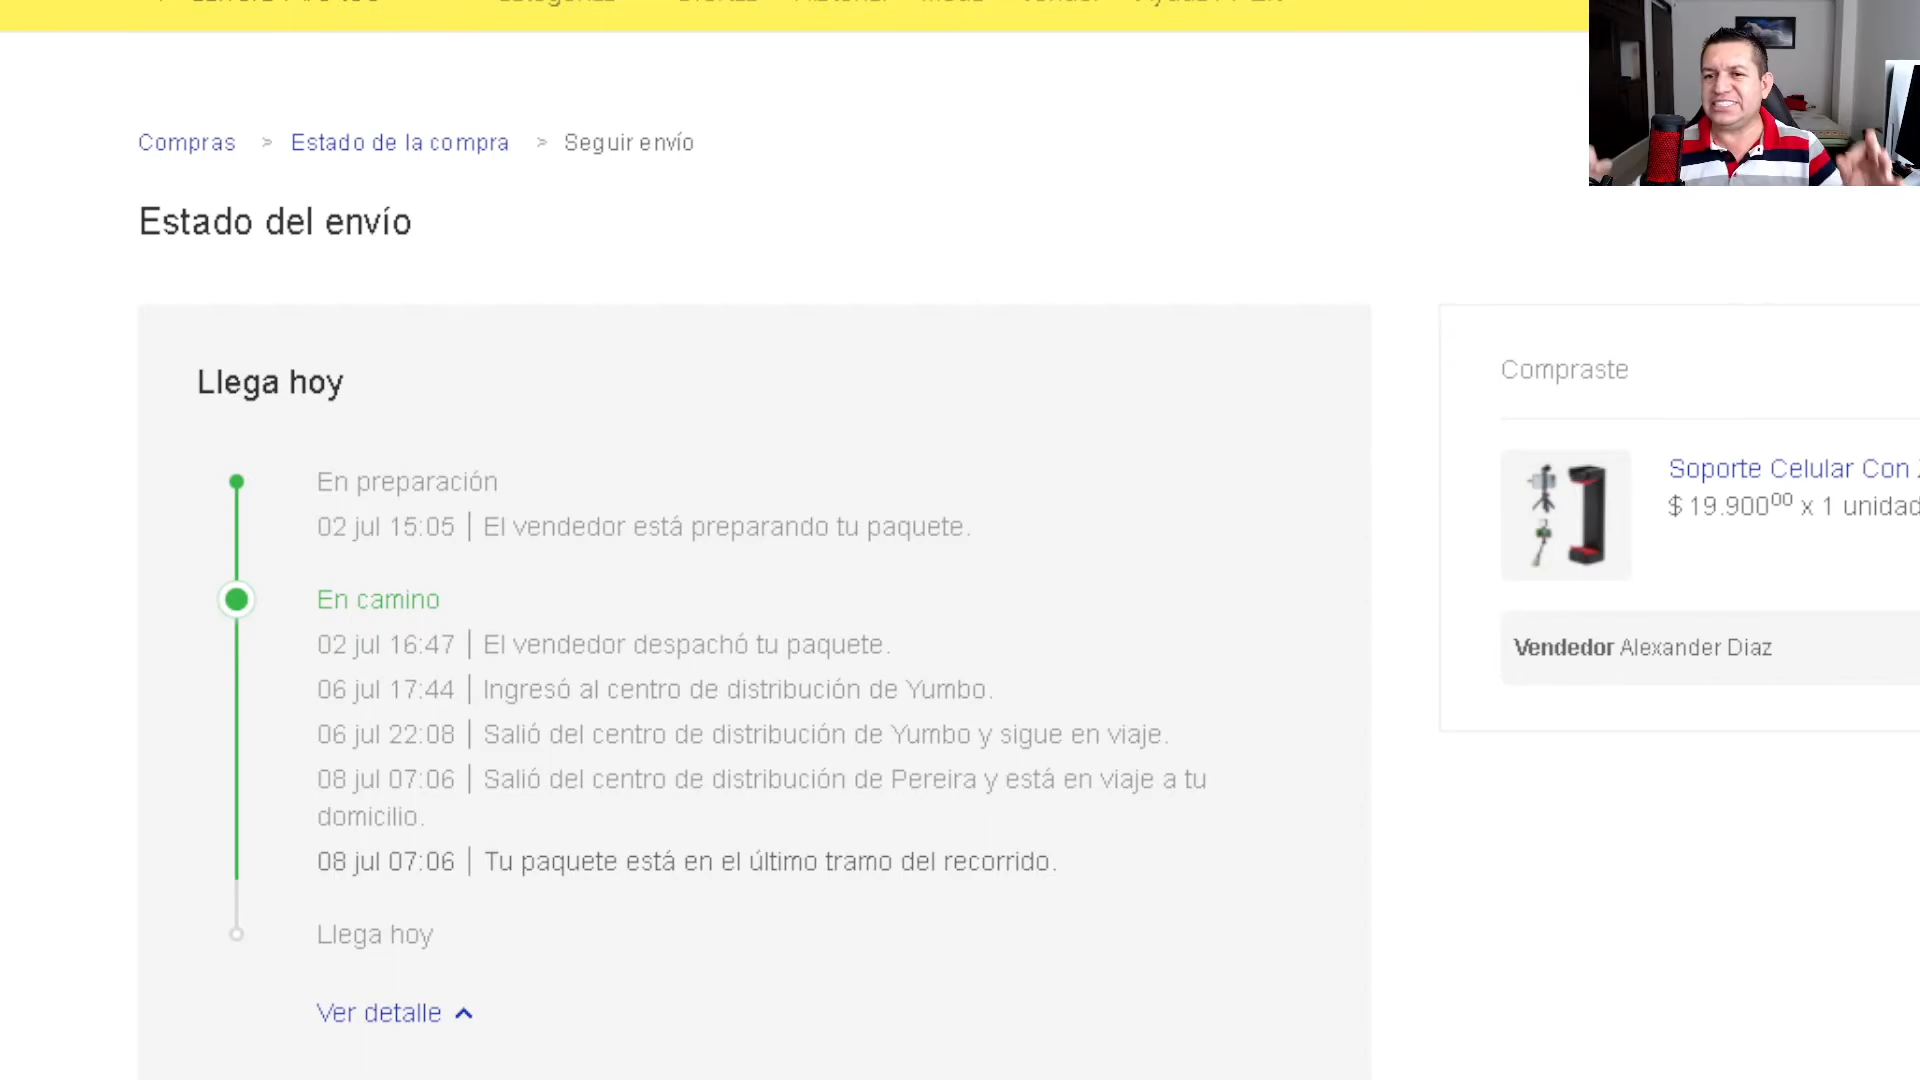 Compras > Estado de la compra > Seguir envío
Estado del envío
Llega hoy
En preparación
02 jul 15:05 | El vendedor está preparando tu paquete.
En camino
02 jul 16:47 | El vendedor despachó tu paquete.
06 jul 17:44 | Ingresó al centro de distribución de Yumbo.
06 jul 22:08 | Salió del centro de distribución de Yumbo y sigue en viaje.
08 jul 07:06 | Salió del centro de distribución de Pereira y está en viaje a tu
domicilio.
08 jul 07:06 | Tu paquete está en el último tramo del recorrido.
Llega hoy
Ver detalle
Compraste
Soporte Celular Con
$ 19.900⁰⁰ x 1 unidad
Vendedor Alexander Diaz